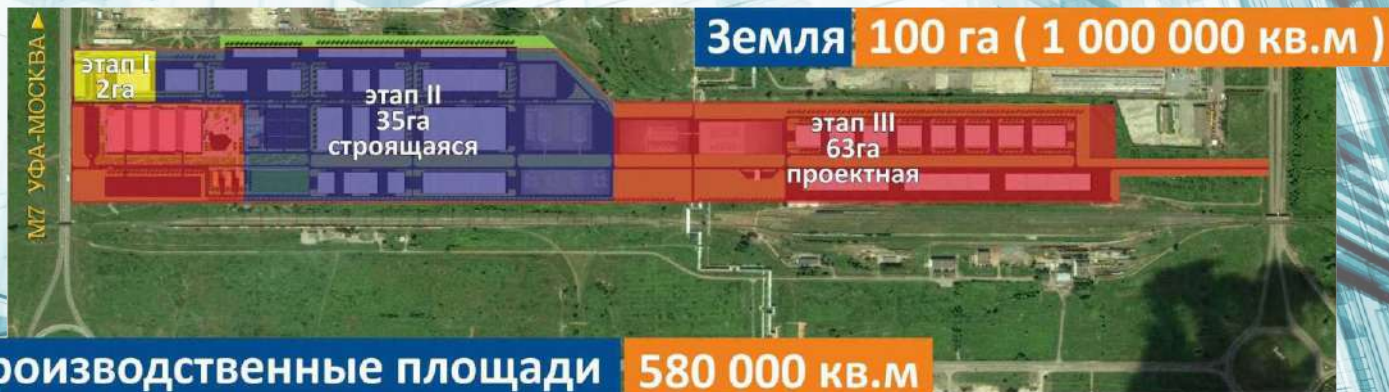 Земля 100 га ( 1 000 000 кв.м )
М7 УФА-МОСКВА
этап I
2га
этап II
35га
строящаяся
этап III
63га
проектная
роизводственные площади 580 000 кв.м